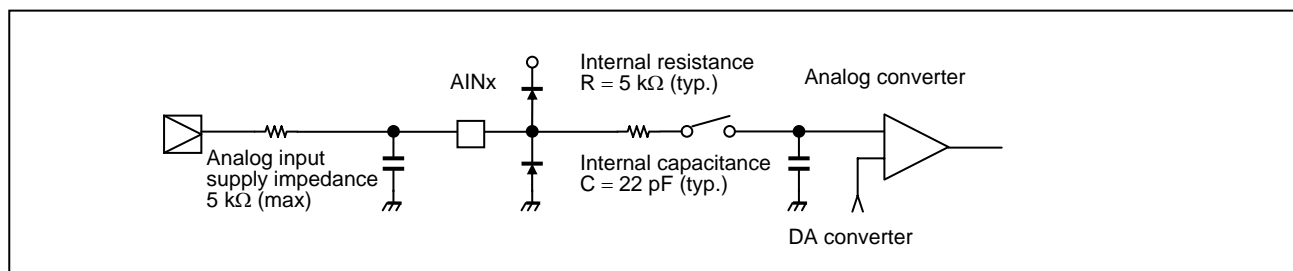 AINx
Internal resistance
R = 5 kΩ (typ.)
Analog converter
Analog input
supply impedance
5 kΩ (max)
Internal capacitance
C = 22 pF (typ.)
DA converter